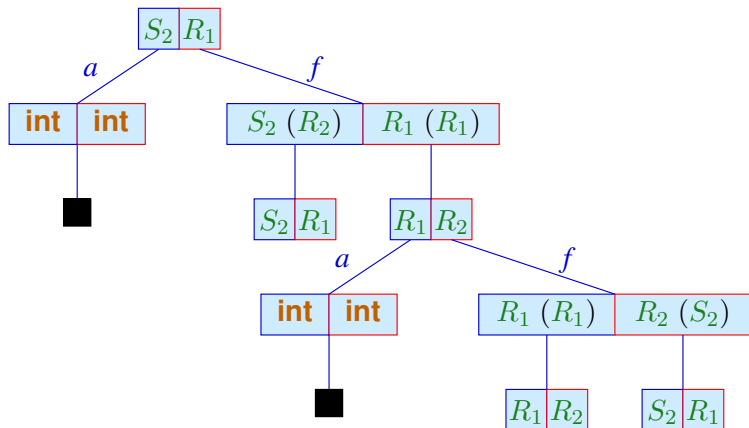 S₂ R₁
a f
int int S₂ (R₂) R₁ (R₁)
S₂ R₁ R₁ R₂
a f
int int R₁ (R₁) R₂ (S₂)
R₁ R₂ S₂ R₁